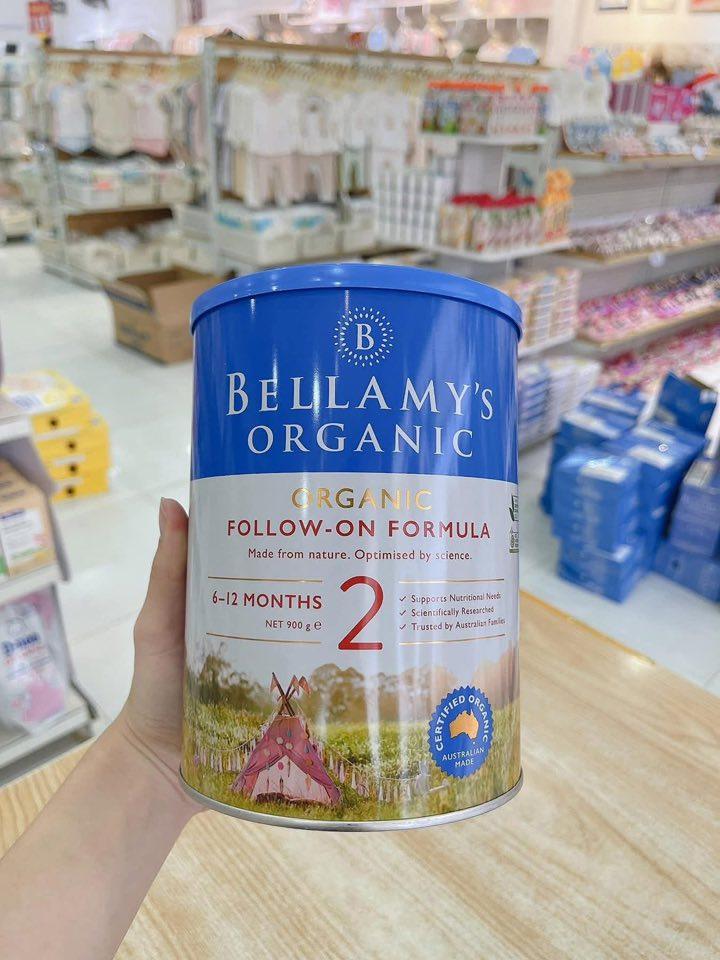 B
BELLAMY'S
ORGANIC
ORGANIC
FOLLOW-ON FORMULA
Made from nature. Optimised by science.
6-12 MONTHS
NET 900 g e
2
✓ Supports Nutritional Needs
✓ Scientifically Researched
✓ Trusted by Australian Families
CERTIFIED ORGANIC
AUSTRALIAN
MADE